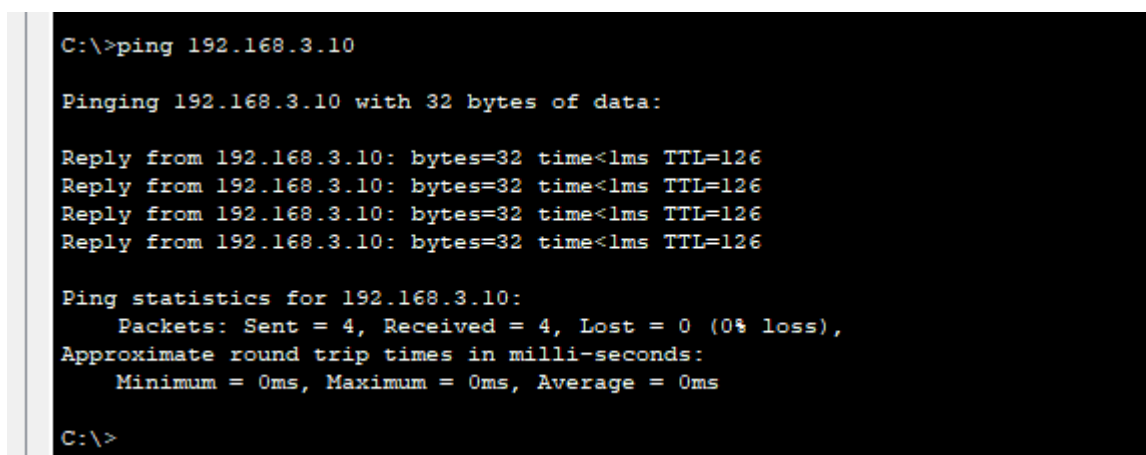 C:\>ping 192.168.3.10
Pinging 192.168.3.10 with 32 bytes of data:
Reply from 192.168.3.10: bytes=32 time<1ms TTL=126
Reply from 192.168.3.10: bytes=32 time<1ms TTL=126
Reply from 192.168.3.10: bytes=32 time<1ms TTL=126
Reply from 192.168.3.10: bytes=32 time<1ms TTL=126
Ping statistics for 192.168.3.10:
    Packets: Sent = 4, Received = 4, Lost = 0 (0% loss),
Approximate round trip times in milli-seconds:
    Minimum = 0ms, Maximum = 0ms, Average = 0ms
C:\>